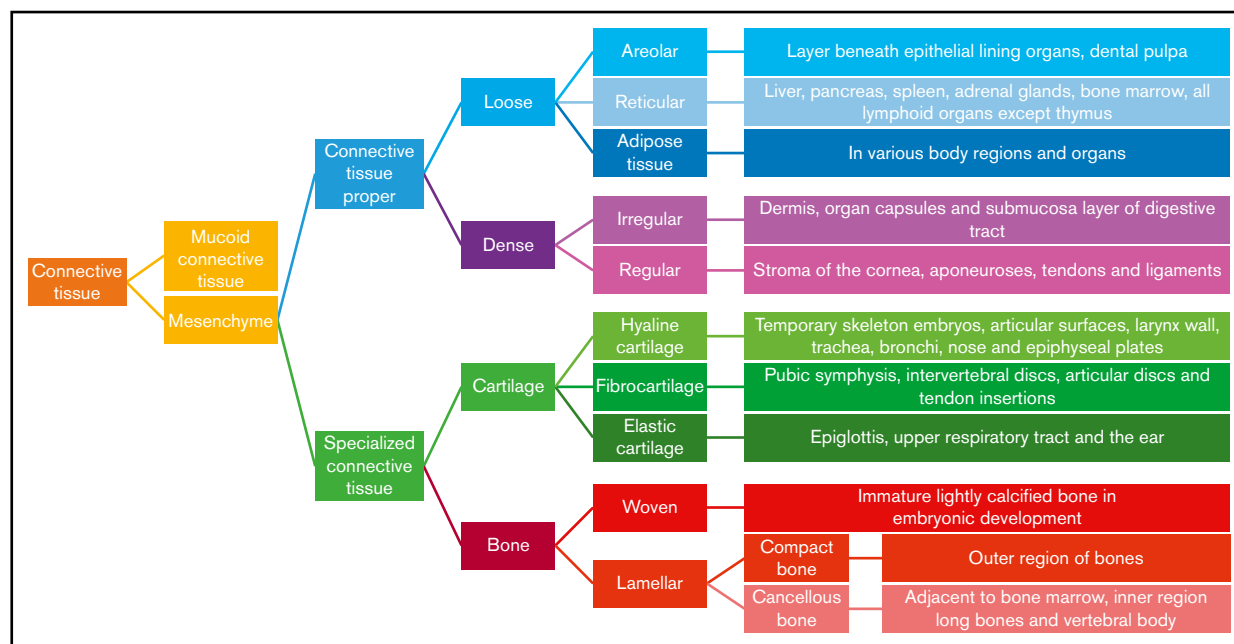 Connective
tissue
Mucoid
connective
tissue
Mesenchyme
Connective
tissue
proper
Specialized
connective
tissue
Loose
Dense
Cartilage
Bone
Areolar
Layer beneath epithelial lining organs, dental pulpa
Reticular
Liver, pancreas, spleen, adrenal glands, bone marrow, all
lymphoid organs except thymus
Adipose
tissue
In various body regions and organs
Irregular
Dermis, organ capsules and submucosa layer of digestive
tract
Regular
Stroma of the cornea, aponeuroses, tendons and ligaments
Hyaline
cartilage
Temporary skeleton embryos, articular surfaces, larynx wall,
trachea, bronchi, nose and epiphyseal plates
Fibrocartilage
Pubic symphysis, intervertebral discs, articular discs and
tendon insertions
Elastic
cartilage
Epiglottis, upper respiratory tract and the ear
Woven
Immature lightly calcified bone in
embryonic development
Lamellar
Compact
bone
Outer region of bones
Cancellous
bone
Adjacent to bone marrow, inner region
long bones and vertebral body